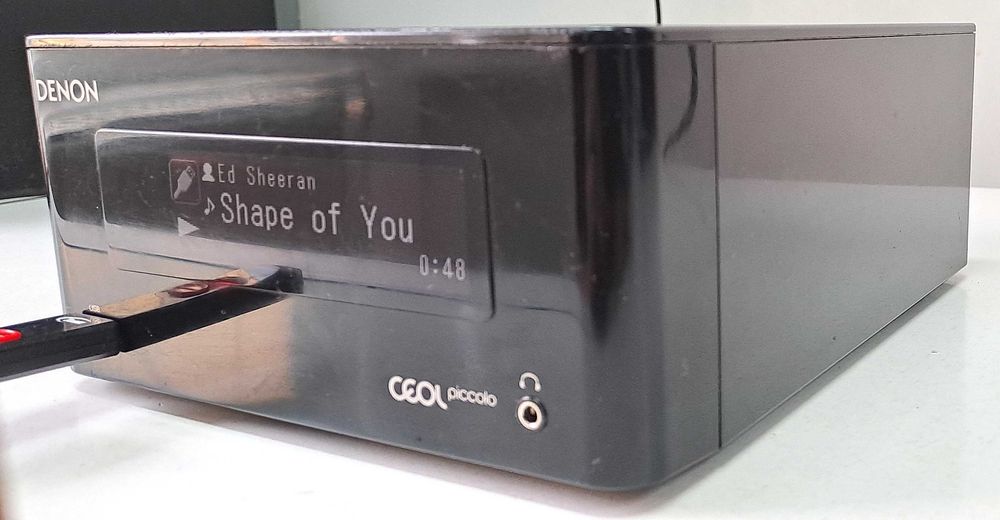 DENON
Ed Sheeran
Shape of You
0:48
CEOL piccolo